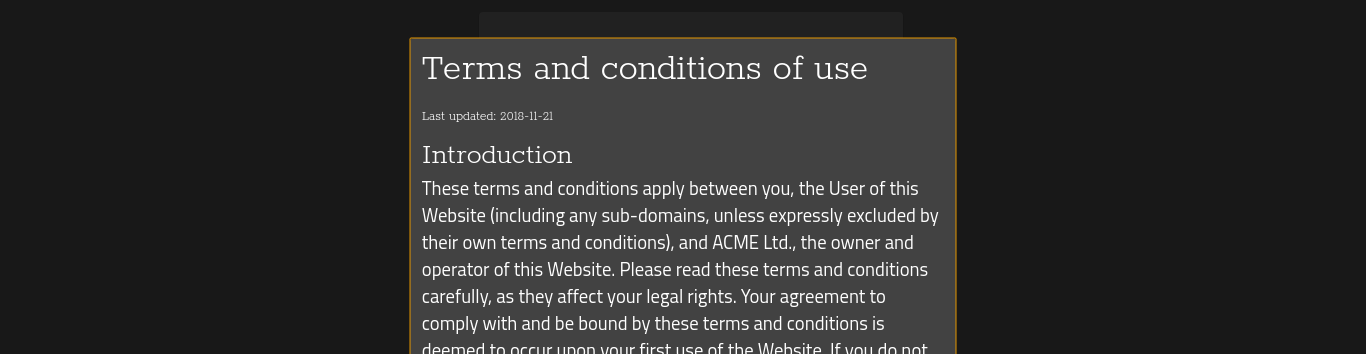 Terms and conditions of use
Last updated: 2018-11-21
Introduction
These terms and conditions apply between you, the User of this
Website (including any sub-domains, unless expressly excluded by
their own terms and conditions), and ACME Ltd., the owner and
operator of this Website. Please read these terms and conditions
carefully, as they affect your legal rights. Your agreement to
comply with and be bound by these terms and conditions is
deemed to occur upon your first use of the Website. If you do not